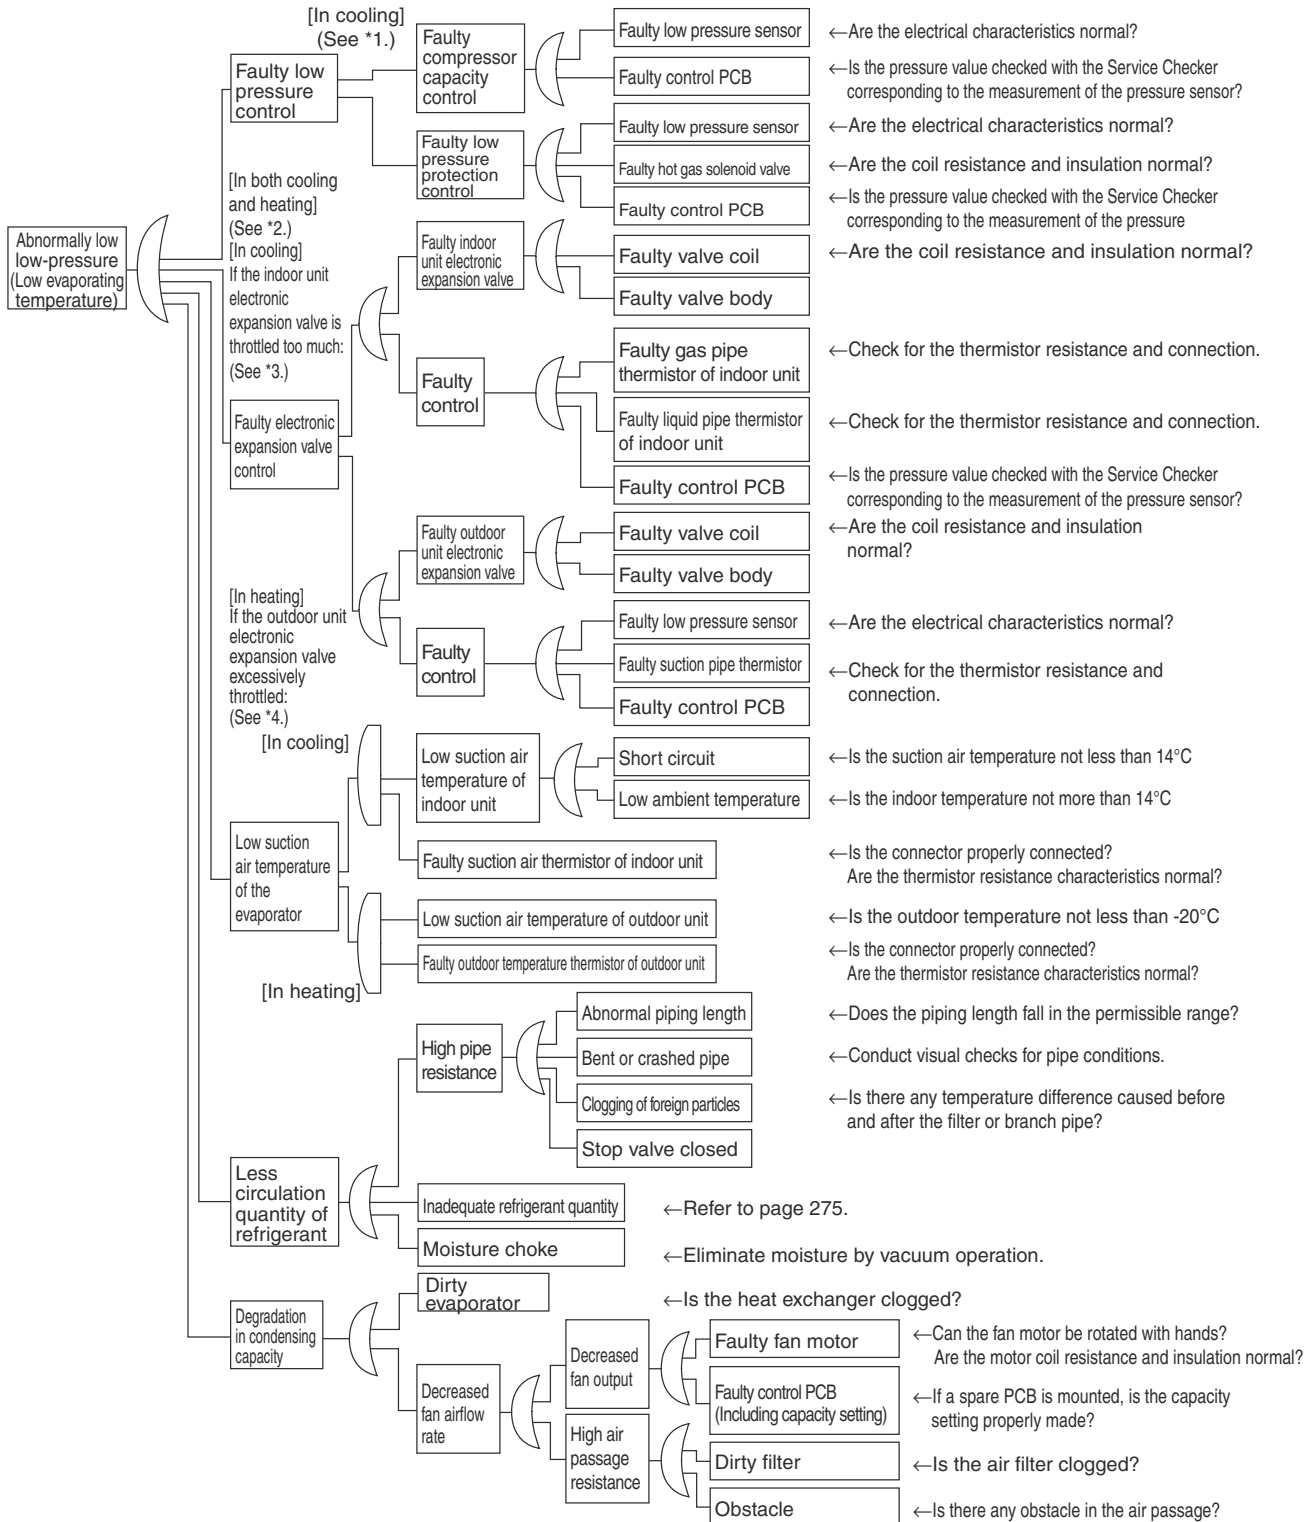 [In cooling]
(See *1.)
Faulty
compressor
capacity
control
Faulty low pressure sensor
←Are the electrical characteristics normal?
Faulty low
pressure
control
Faulty control PCB
←Is the pressure value checked with the Service Checker
corresponding to the measurement of the pressure sensor?
Faulty low
pressure
protection
control
Faulty low pressure sensor
←Are the electrical characteristics normal?
Faulty hot gas solenoid valve
←Are the coil resistance and insulation normal?
Faulty control PCB
←Is the pressure value checked with the Service Checker
corresponding to the measurement of the pressure
[In both cooling
and heating]
(See *2.)
[In cooling]
If the indoor unit
electronic
expansion valve is
throttled too much:
(See *3.)
Abnormally low
low-pressure
(Low evaporating
temperature)
Faulty indoor
unit electronic
expansion valve
Faulty valve coil
←Are the coil resistance and insulation normal?
Faulty valve body
Faulty
control
Faulty gas pipe
thermistor of indoor unit
←Check for the thermistor resistance and connection.
Faulty liquid pipe thermistor
of indoor unit
←Check for the thermistor resistance and connection.
Faulty electronic
expansion valve
control
Faulty control PCB
←Is the pressure value checked with the Service Checker
corresponding to the measurement of the pressure sensor?
Faulty outdoor
unit electronic
expansion valve
Faulty valve coil
←Are the coil resistance and insulation
normal?
Faulty valve body
[In heating]
If the outdoor unit
electronic
expansion valve
excessively
throttled:
(See *4.)
Faulty
control
Faulty low pressure sensor
←Are the electrical characteristics normal?
Faulty suction pipe thermistor
←Check for the thermistor resistance and
connection.
Faulty control PCB
[In cooling]
Low suction air
temperature of
indoor unit
Short circuit
←Is the suction air temperature not less than 14°C
Low ambient temperature
←Is the indoor temperature not more than 14°C
Low suction
air temperature
of the
evaporator
Faulty suction air thermistor of indoor unit
←Is the connector properly connected?
Are the thermistor resistance characteristics normal?
Low suction air temperature of outdoor unit
←Is the outdoor temperature not less than -20°C
Faulty outdoor temperature thermistor of outdoor unit
←Is the connector properly connected?
Are the thermistor resistance characteristics normal?
[In heating]
High pipe
resistance
Abnormal piping length
←Does the piping length fall in the permissible range?
Bent or crashed pipe
←Conduct visual checks for pipe conditions.
Clogging of foreign particles
←Is there any temperature difference caused before
and after the filter or branch pipe?
Stop valve closed
Less
circulation
quantity of
refrigerant
Inadequate refrigerant quantity
←Refer to page 275.
Moisture choke
←Eliminate moisture by vacuum operation.
Dirty
evaporator
←Is the heat exchanger clogged?
Degradation
in condensing
capacity
Decreased
fan airflow
rate
Decreased
fan output
Faulty fan motor
←Can the fan motor be rotated with hands?
Are the motor coil resistance and insulation normal?
Faulty control PCB
(Including capacity setting)
←If a spare PCB is mounted, is the capacity
setting properly made?
High air
passage
resistance
Dirty filter
←Is the air filter clogged?
Obstacle
←Is there any obstacle in the air passage?